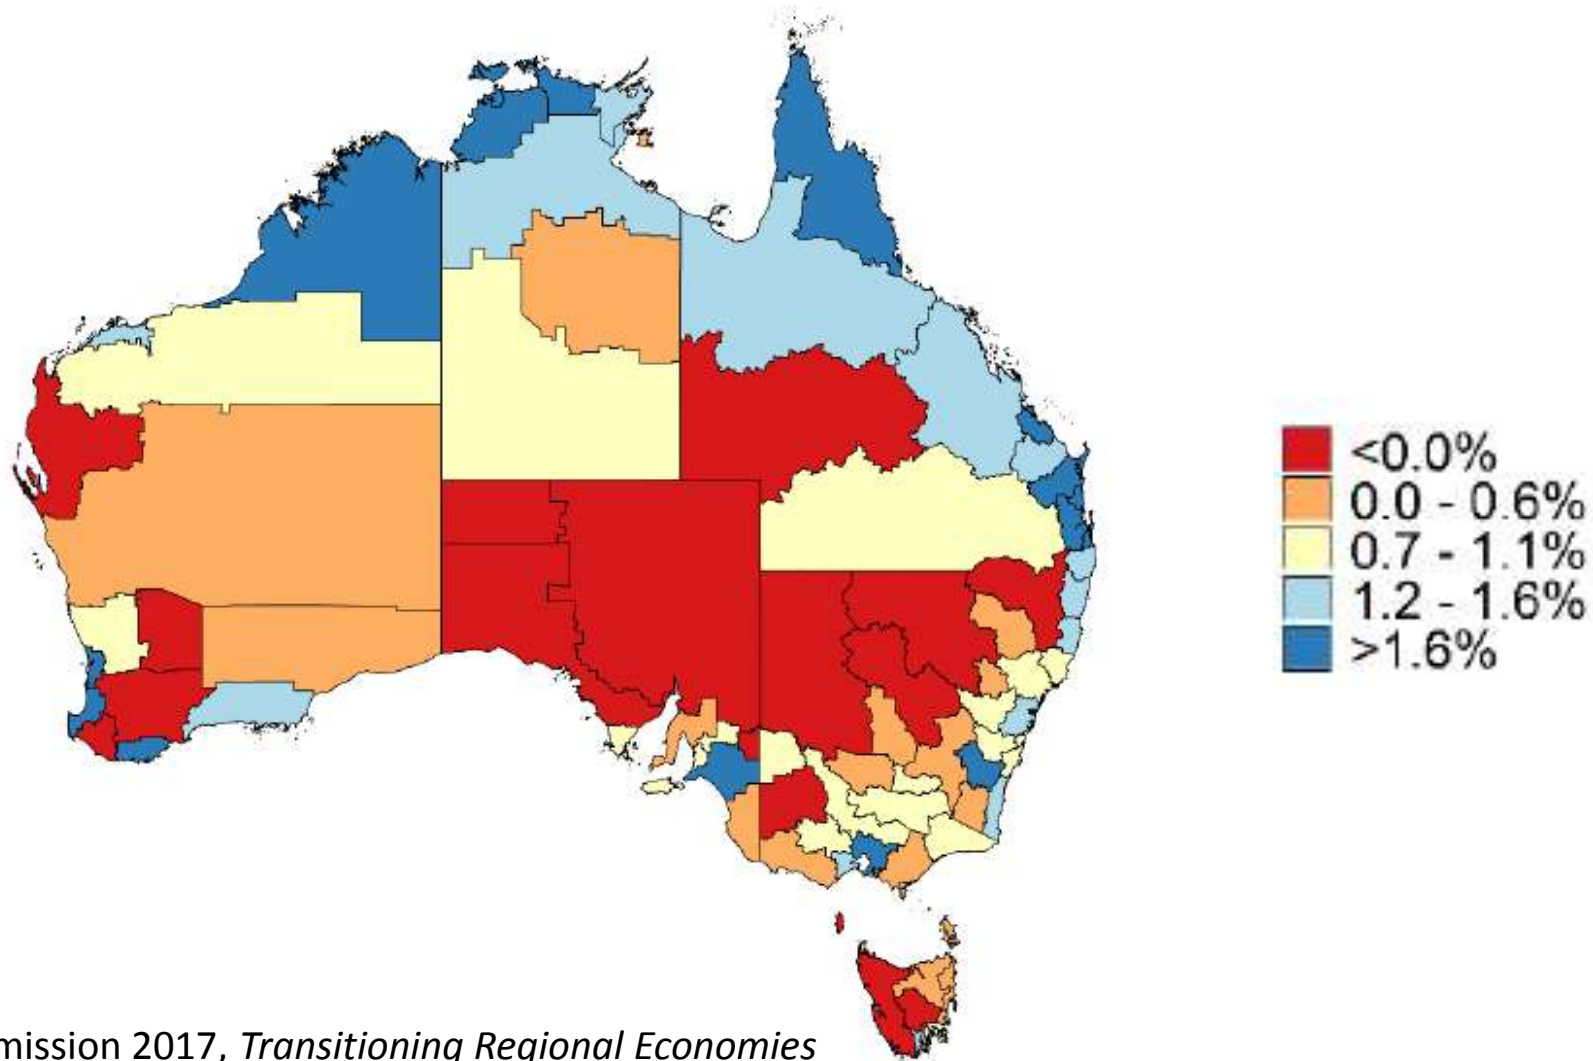 <0.0%
0.0 - 0.6%
0.7 - 1.1%
1.2 - 1.6%
>1.6%
mission 2017, Transitioning Regional Economies